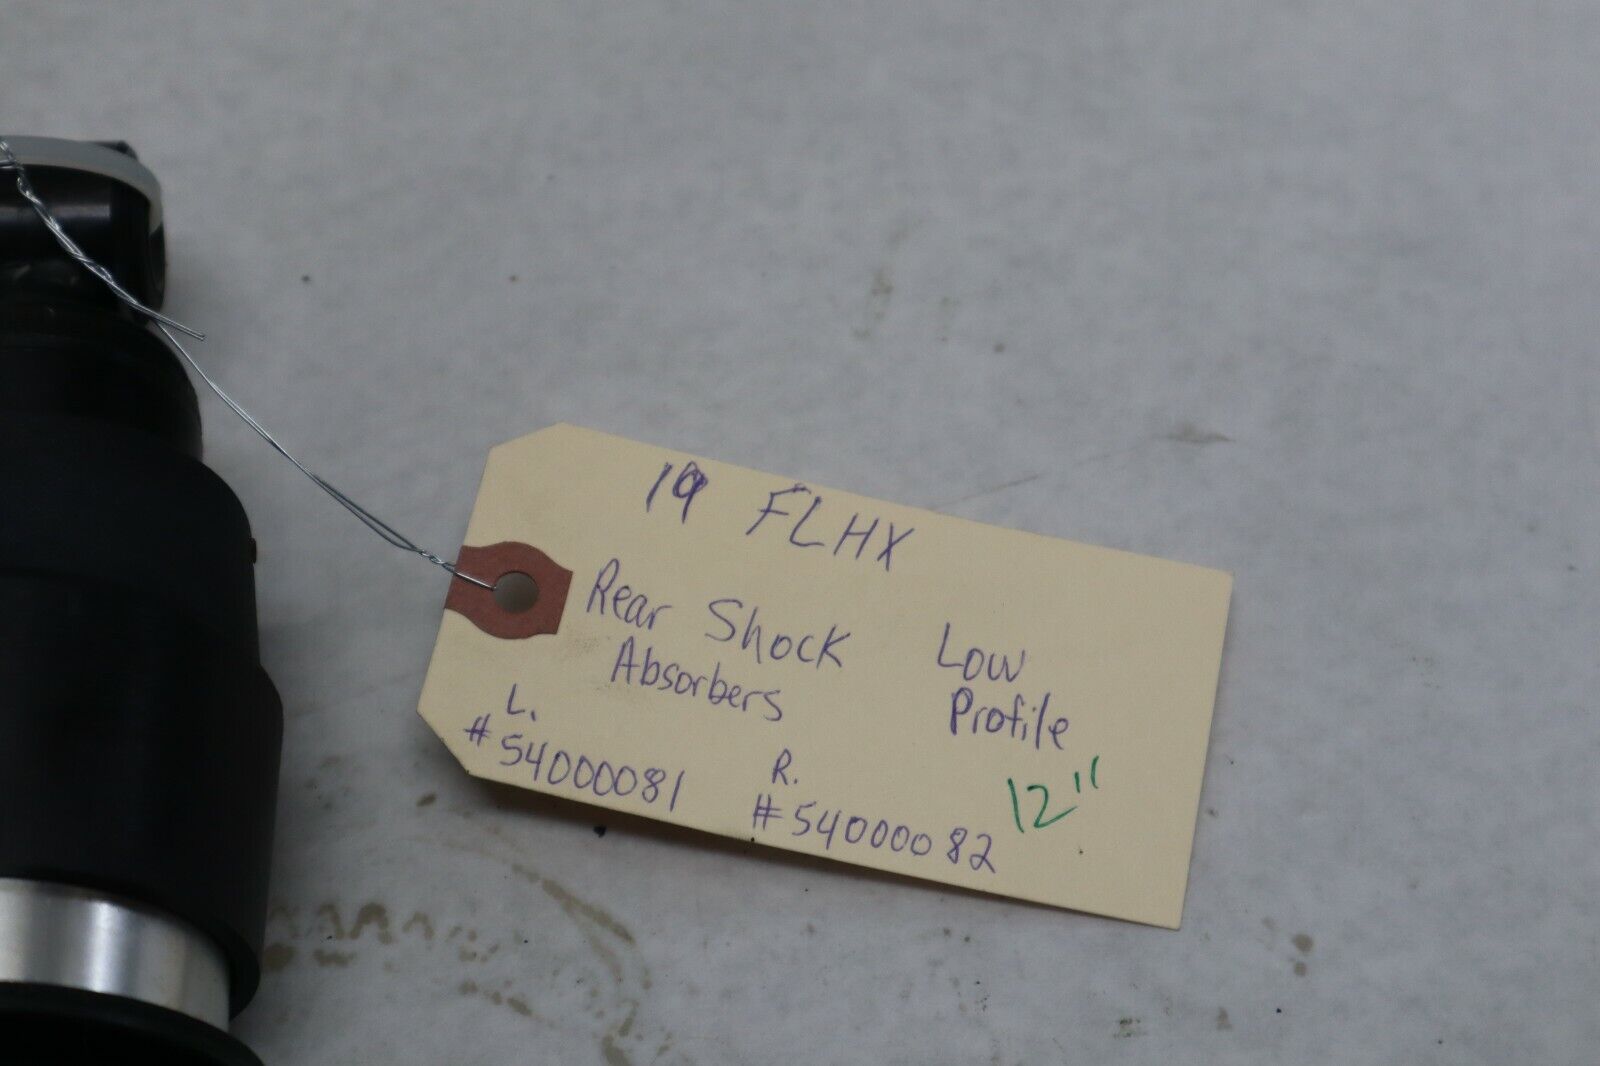 19 FLHX
Rear Shock
Absorbers
Low
Profile
L.
#54000081
R.
#54000082
12"